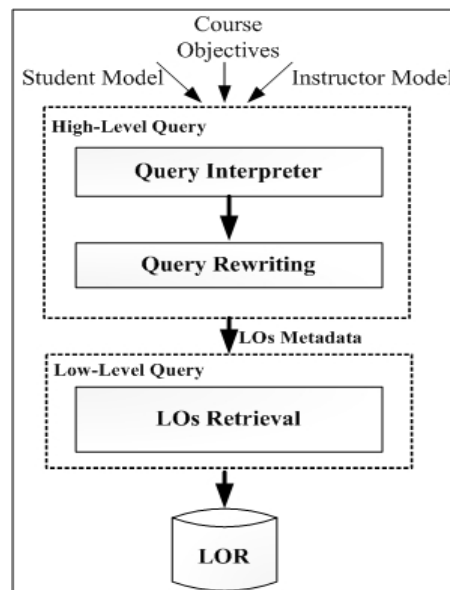 Course
Objectives
Student Model
Instructor Model
High-Level Query
Query Interpreter
Query Rewriting
LOs Metadata
Low-Level Query
LOs Retrieval
LOR